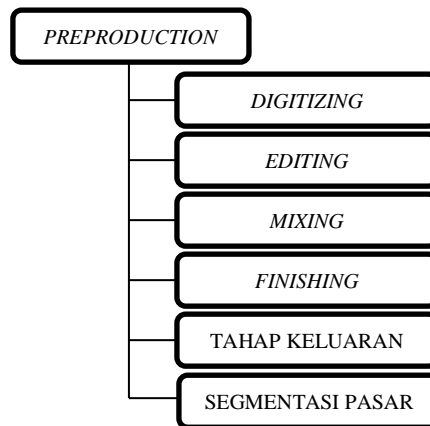 PREPRODUCTION
DIGITIZING
EDITING
MIXING
FINISHING
TAHAP KELUARAN
SEGMENTASI PASAR